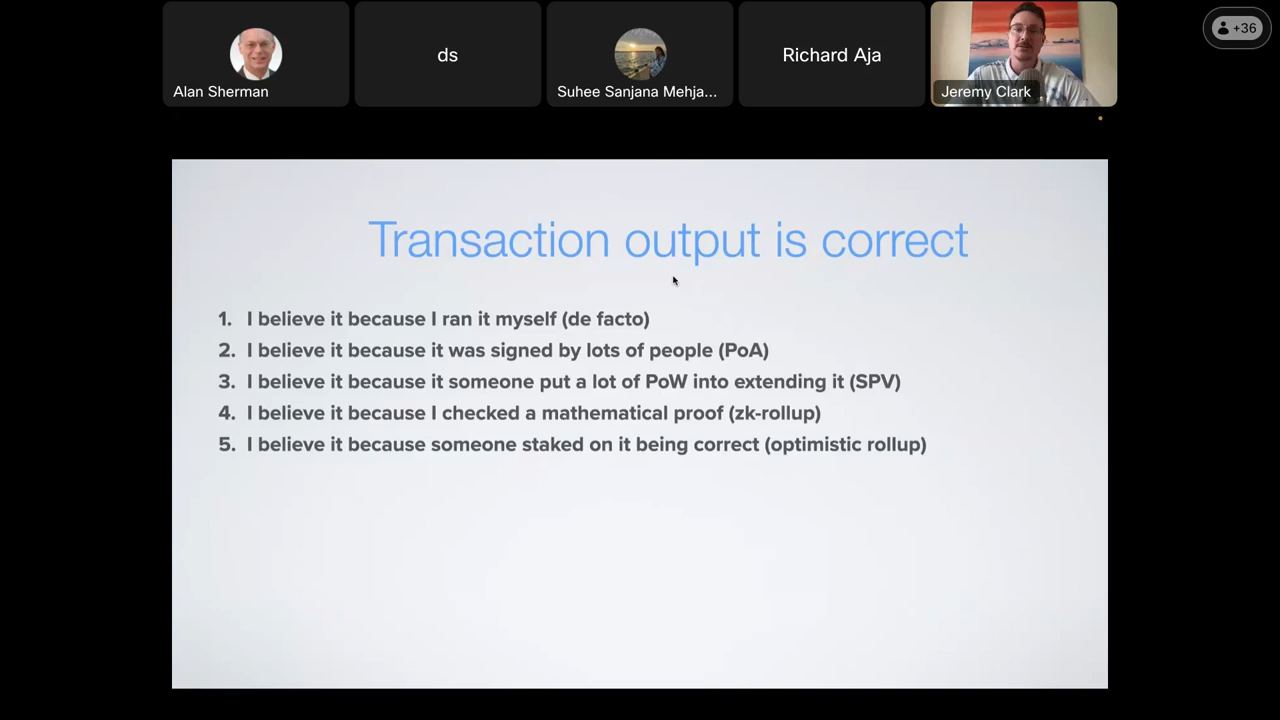 Alan Sherman
ds
Suhee Sanjana Mehja...
Richard Aja
Jeremy Clark
+36
Transaction output is correct
1. I believe it because I ran it myself (de facto)
2. I believe it because it was signed by lots of people (PoA)
3. I believe it because it someone put a lot of PoW into extending it (SPV)
4. I believe it because I checked a mathematical proof (zk-rollup)
5. I believe it because someone staked on it being correct (optimistic rollup)